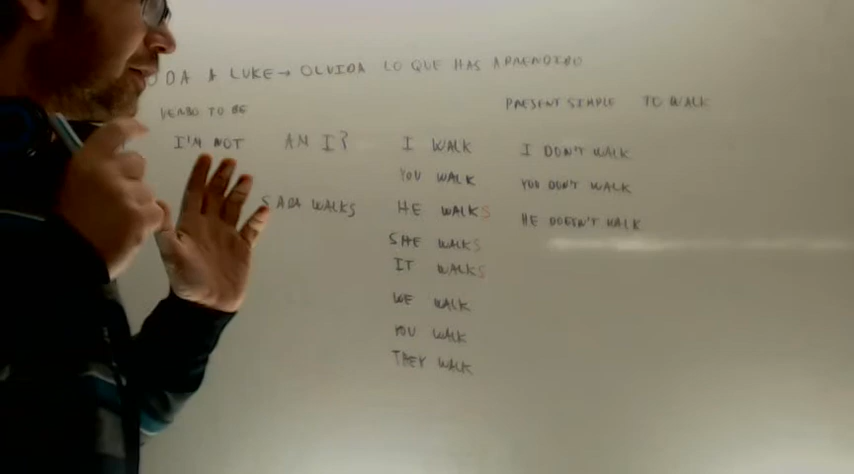 ODA A LUKE → OLVIDA LO QUE HAS APRENDIDO
VERBO TO BE
PRESENT SIMPLE TO WALK
I'M NOT AM I? I WALK I DON'T WALK
YOU WALK YOU DON'T WALK
SARA WALKS HE WALKS HE DOESN'T WALK
SHE WALKS
IT WALKS
WE WALK
YOU WALK
THEY WALK